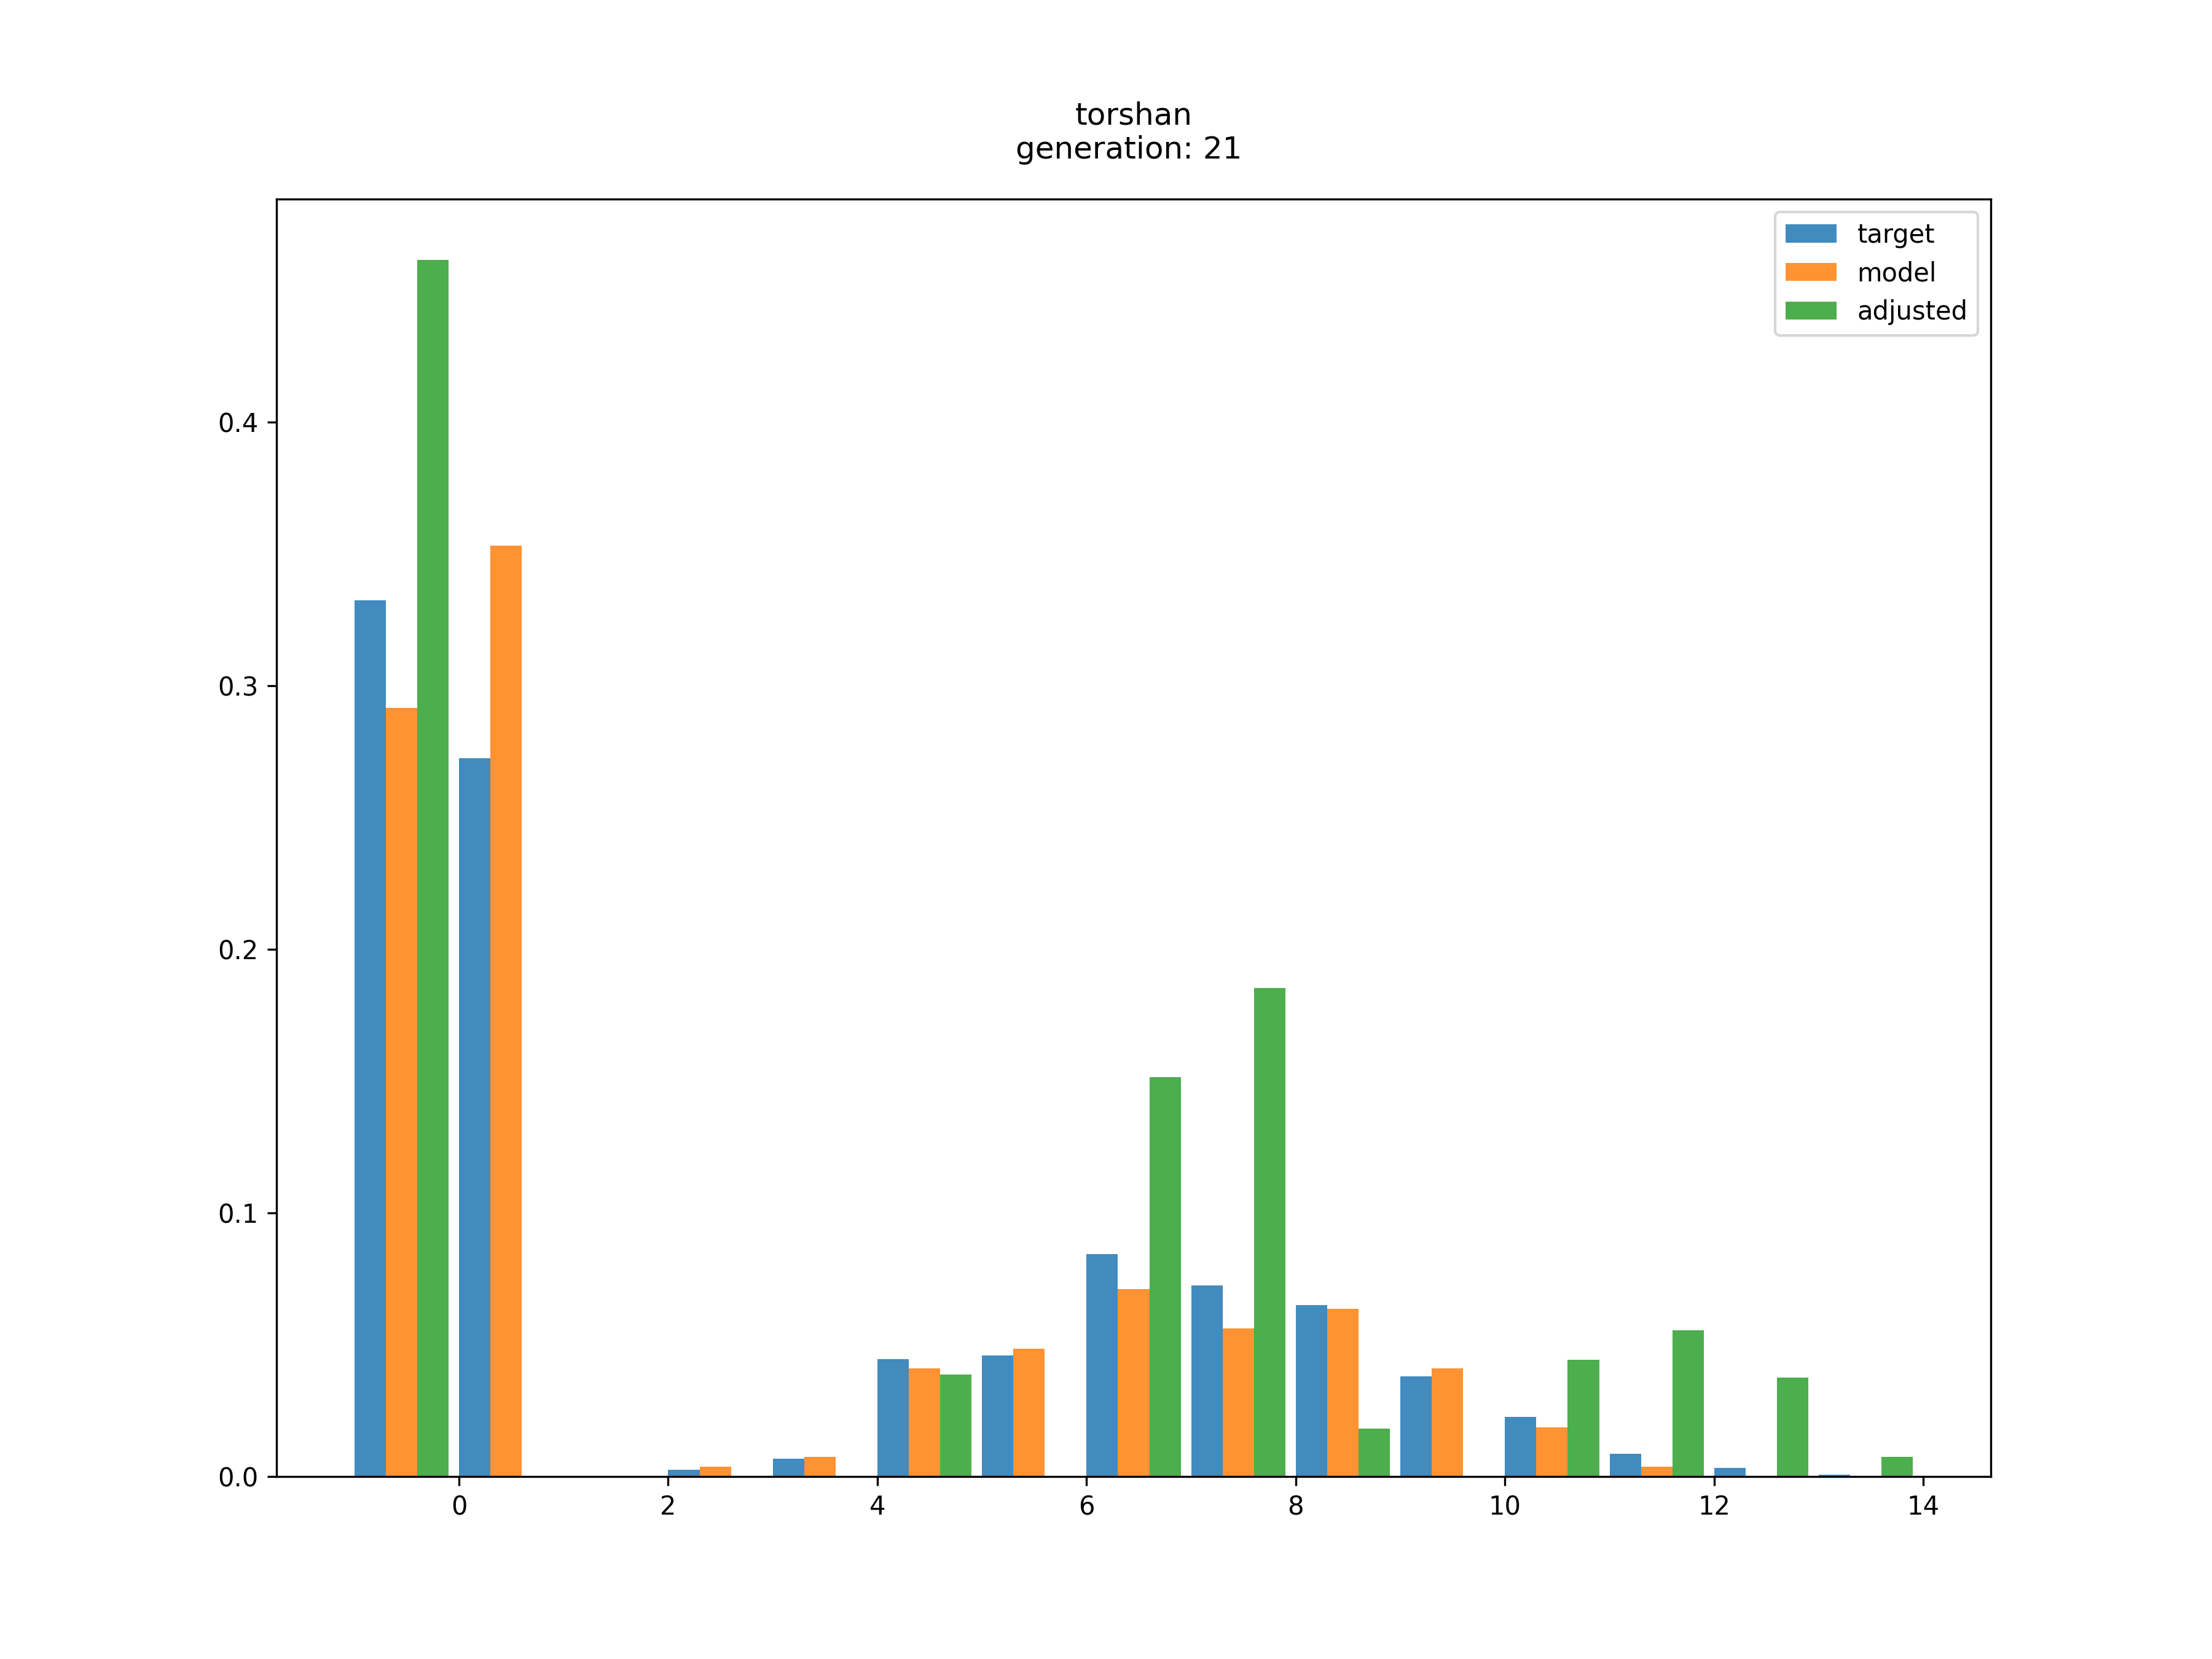 torshan
generation: 21
target
model
adjusted
0.4
0.3
0.2
0.1
0.0
0 2 4 6 8 10 12 14